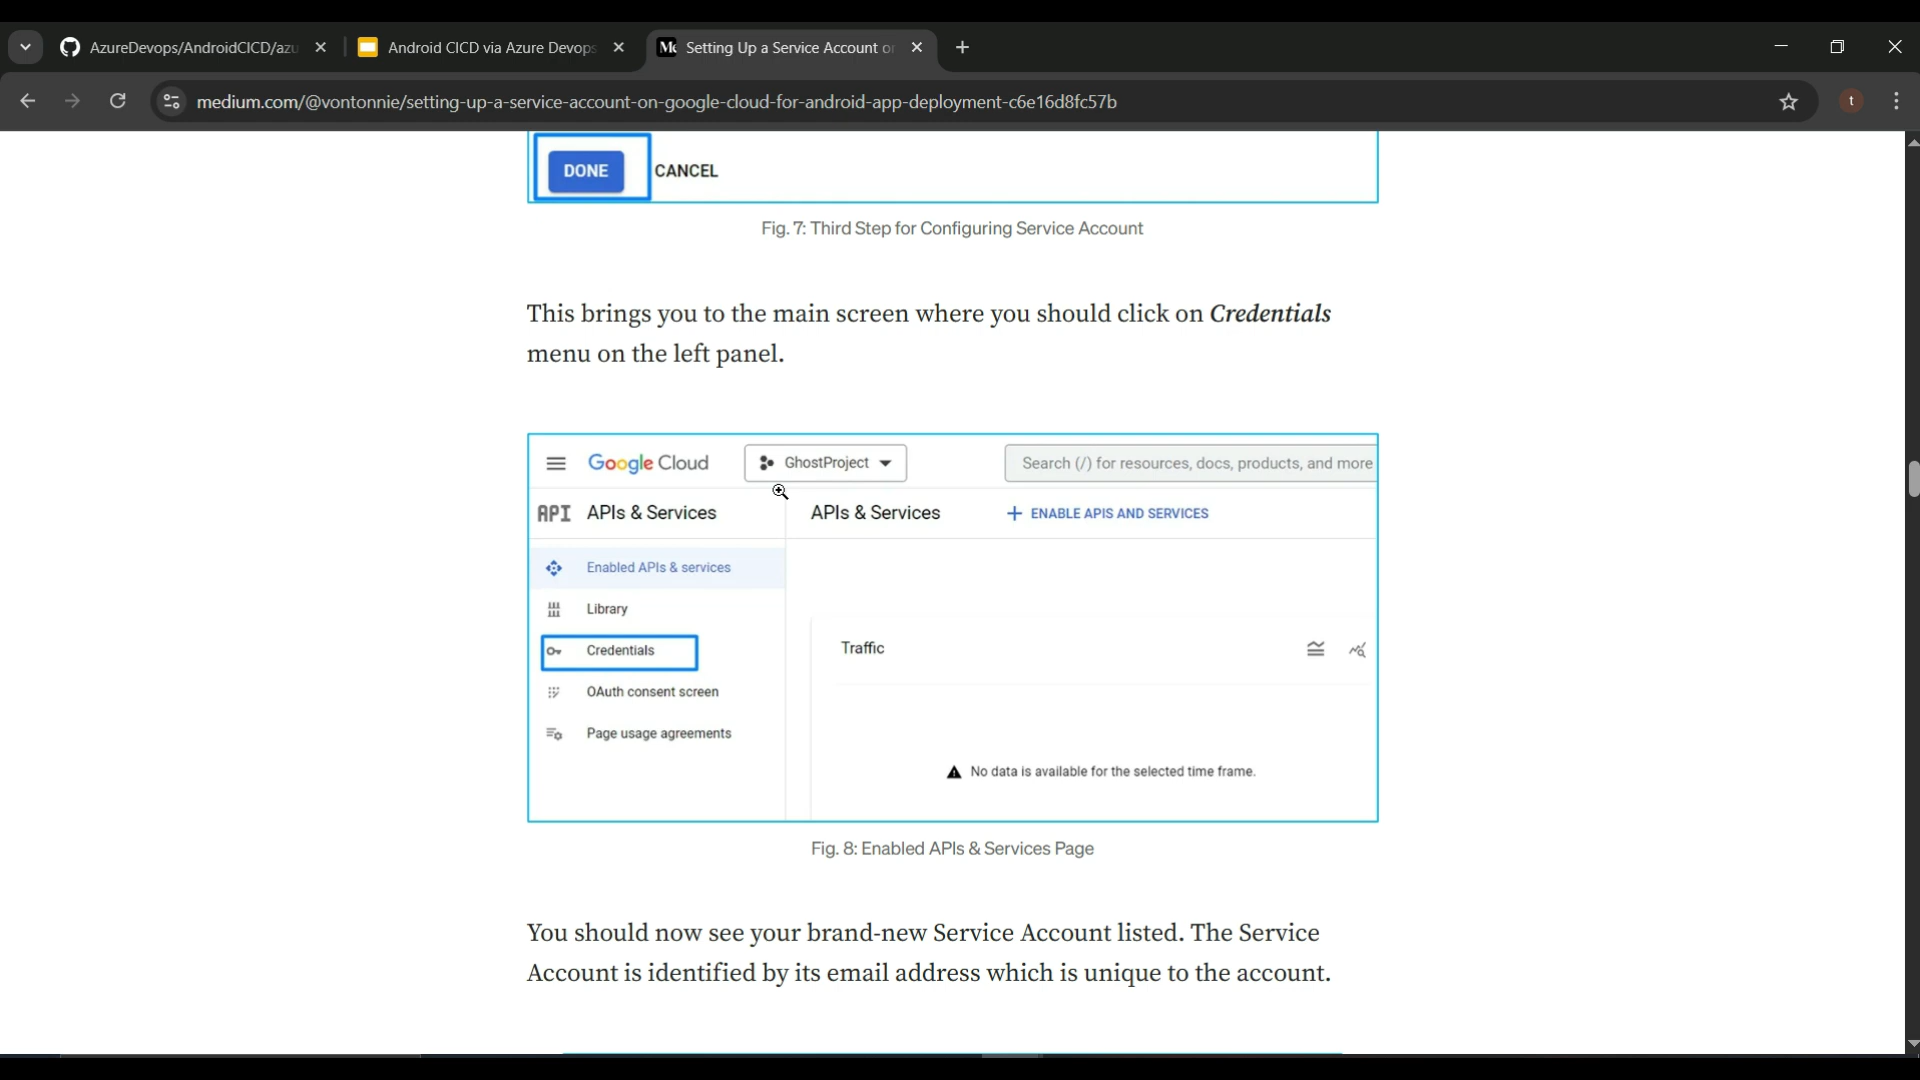 AzureDevops/AndroidCICD/azu
Android CICD via Azure Devops
Setting Up a Service Account or
medium.com/@vontonnie/setting-up-a-service-account-on-google-cloud-for-android-app-deployment-c6e16d8fc57b
t
DONE
CANCEL
Fig. 7: Third Step for Configuring Service Account
This brings you to the main screen where you should click on Credentials
menu on the left panel.
Google Cloud
GhostProject
Search (/) for resources, docs, products, and more
API APIs & Services
APIs & Services
+ ENABLE APIS AND SERVICES
Enabled APIs & services
Library
Credentials
OAuth consent screen
Page usage agreements
Traffic
No data is available for the selected time frame.
Fig. 8: Enabled APIs & Services Page
You should now see your brand-new Service Account listed. The Service
Account is identified by its email address which is unique to the account.